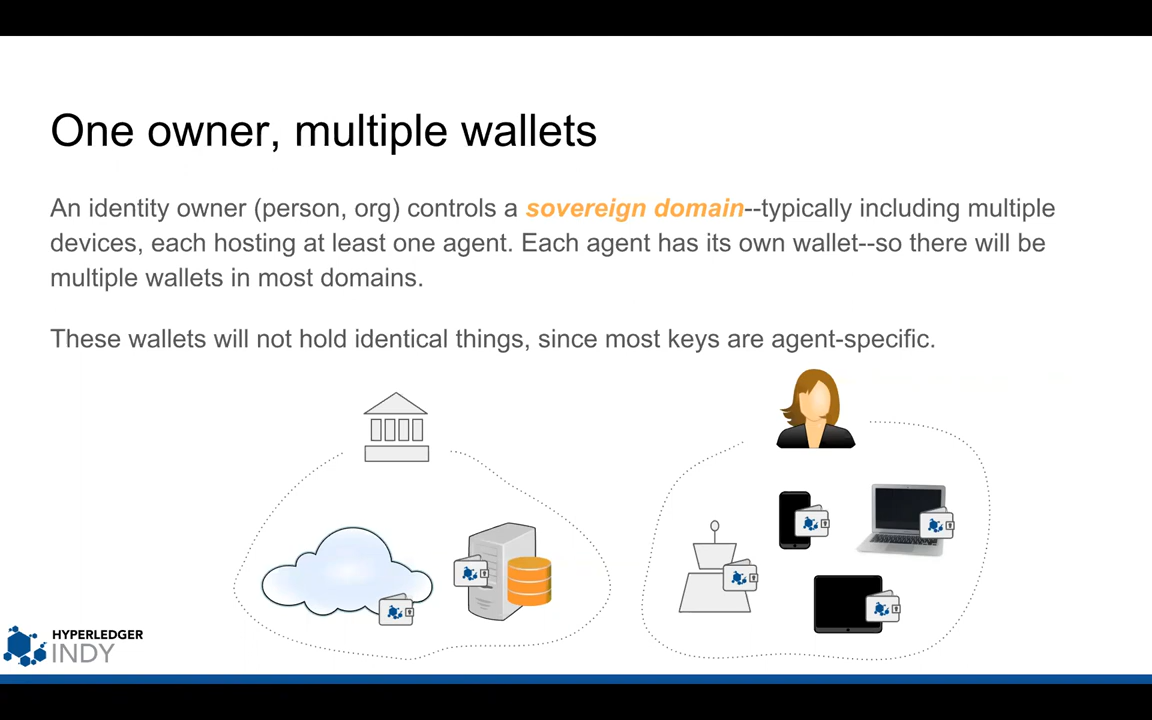 One owner, multiple wallets
An identity owner (person, org) controls a sovereign domain--typically including multiple
devices, each hosting at least one agent. Each agent has its own wallet--so there will be
multiple wallets in most domains.
These wallets will not hold identical things, since most keys are agent-specific.
HYPERLEDGER
INDY